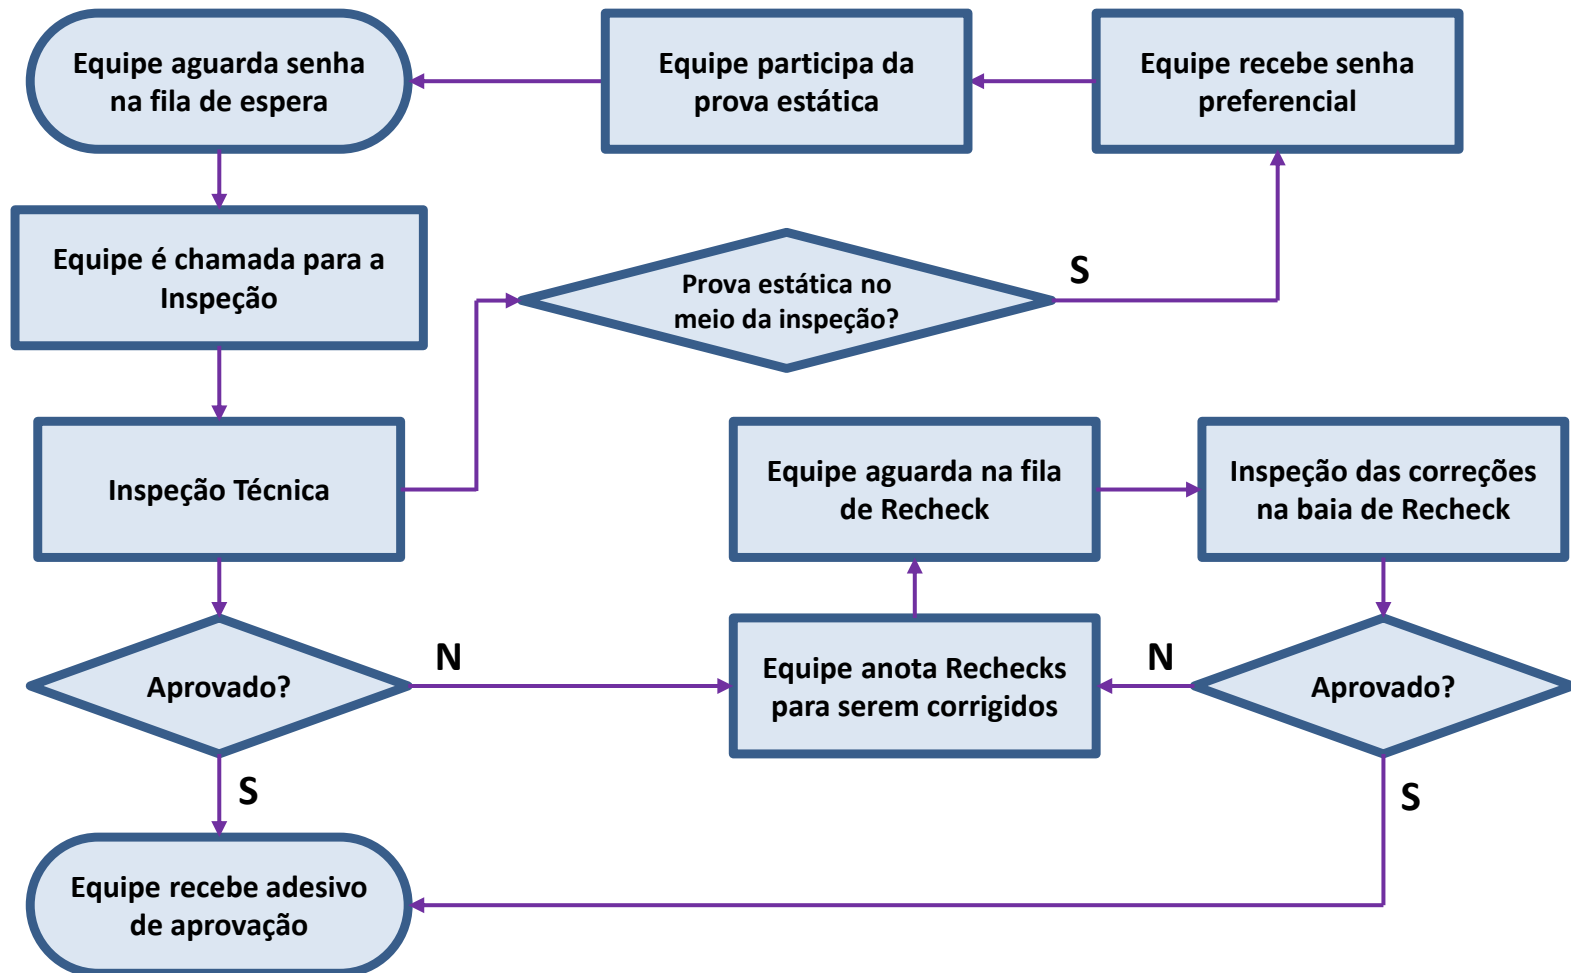 Equipe aguarda senha
na fila de espera
Equipe participa da
prova estática
Equipe recebe senha
preferencial
Equipe é chamada para a
Inspeção
Prova estática no
meio da inspeção?
S
Inspeção Técnica
Equipe aguarda na fila
de Recheck
Inspeção das correções
na baia de Recheck
Aprovado?
N
Equipe anota Rechecks
para serem corrigidos
N
Aprovado?
S
S
Equipe recebe adesivo
de aprovação